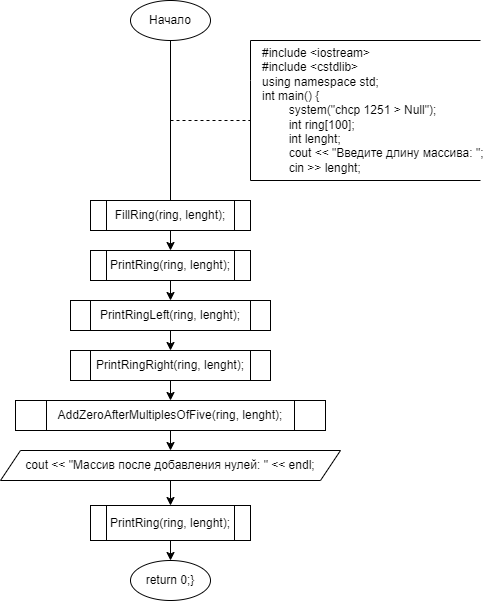 Начало
#include <iostream>
#include <cstdlib>
using namespace std;
int main() {
system("chcp 1251 > Null");
int ring[100];
int lenght;
cout << "Введите длину массива: ";
cin >> lenght;
FillRing(ring, lenght);
PrintRing(ring, lenght);
PrintRingLeft(ring, lenght);
PrintRingRight(ring, lenght);
AddZeroAfterMultiplesOfFive(ring, lenght);
cout << "Массив после добавления нулей: " << endl;
PrintRing(ring, lenght);
return 0;}